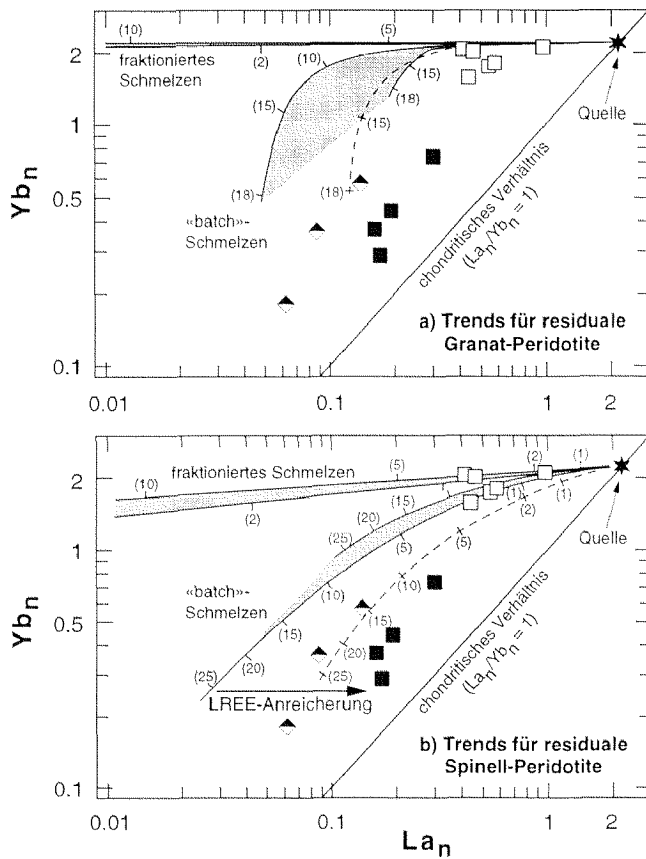 (10)
(5)
2
fraktioniertes
Schmelzen
(2)
(10)
(15)
(18)
Quelle
(15)
(15)
1
(18)
(18)
0.5
«batch»-
Schmelzen
chondritisches Verhältnis
(Lan/Ybn = 1)
Ybn
a) Trends für residuale
Granat-Peridotite
0.1
0.01
0.1
1
2
fraktioniertes Schmelzen
(10)
(5)
(2)
(1)
2
(2)
(15)
(1)
(2)
(1)
(20)
(25)
(5)
(5)
Quelle
1
«batch»-
Schmelzen
(10)
(10)
(15)
(15)
0.5
(20)
(20)
(25)
(25)
LREE-Anreicherung
chondritisches Verhältnis
(Lan/Ybn = 1)
Ybn
b) Trends für residuale
Spinell-Peridotite
0.1
0.01
0.1
1
2
Lan